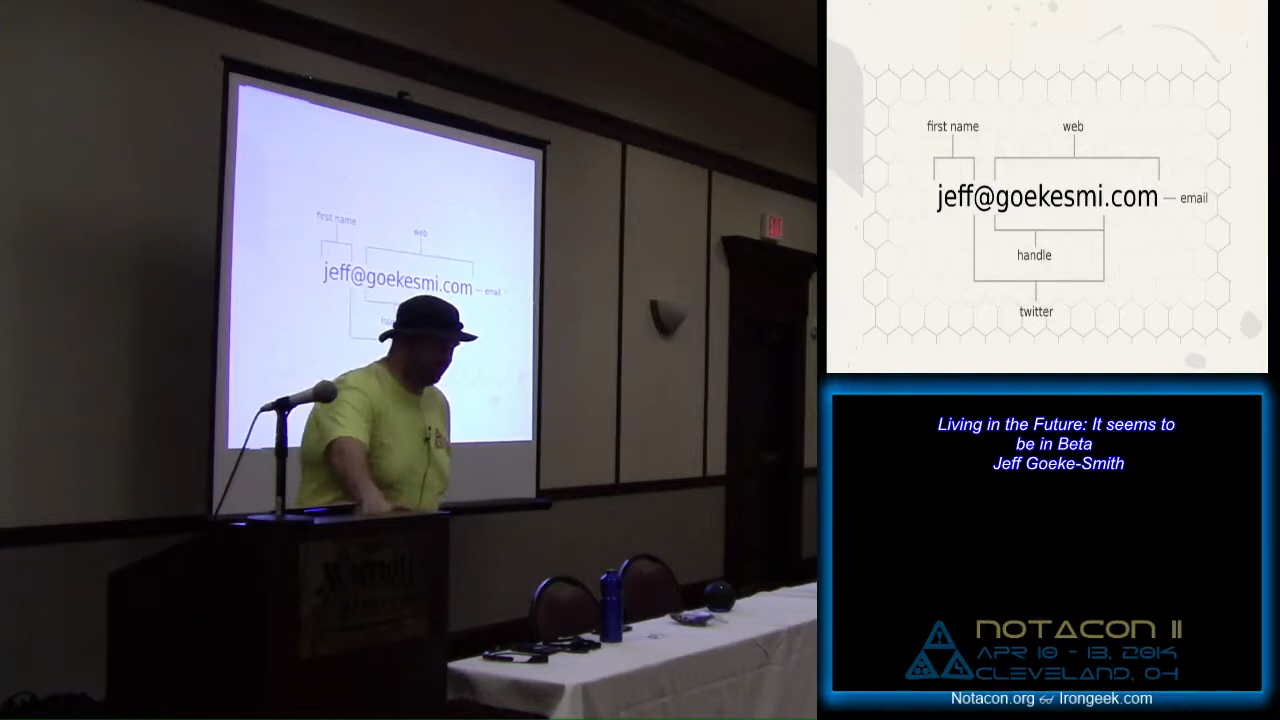 first name
web
jeff@goekesmi.com
email
EXIT
Marriott
first name
web
jeff@goekesmi.com
email
handle
twitter
Living in the Future: It seems to
be in Beta
Jeff Goeke-Smith
NOTACON 11
APR 10 - 13, 2014
CLEVELAND, OH
Notacon.org Irongeek.com